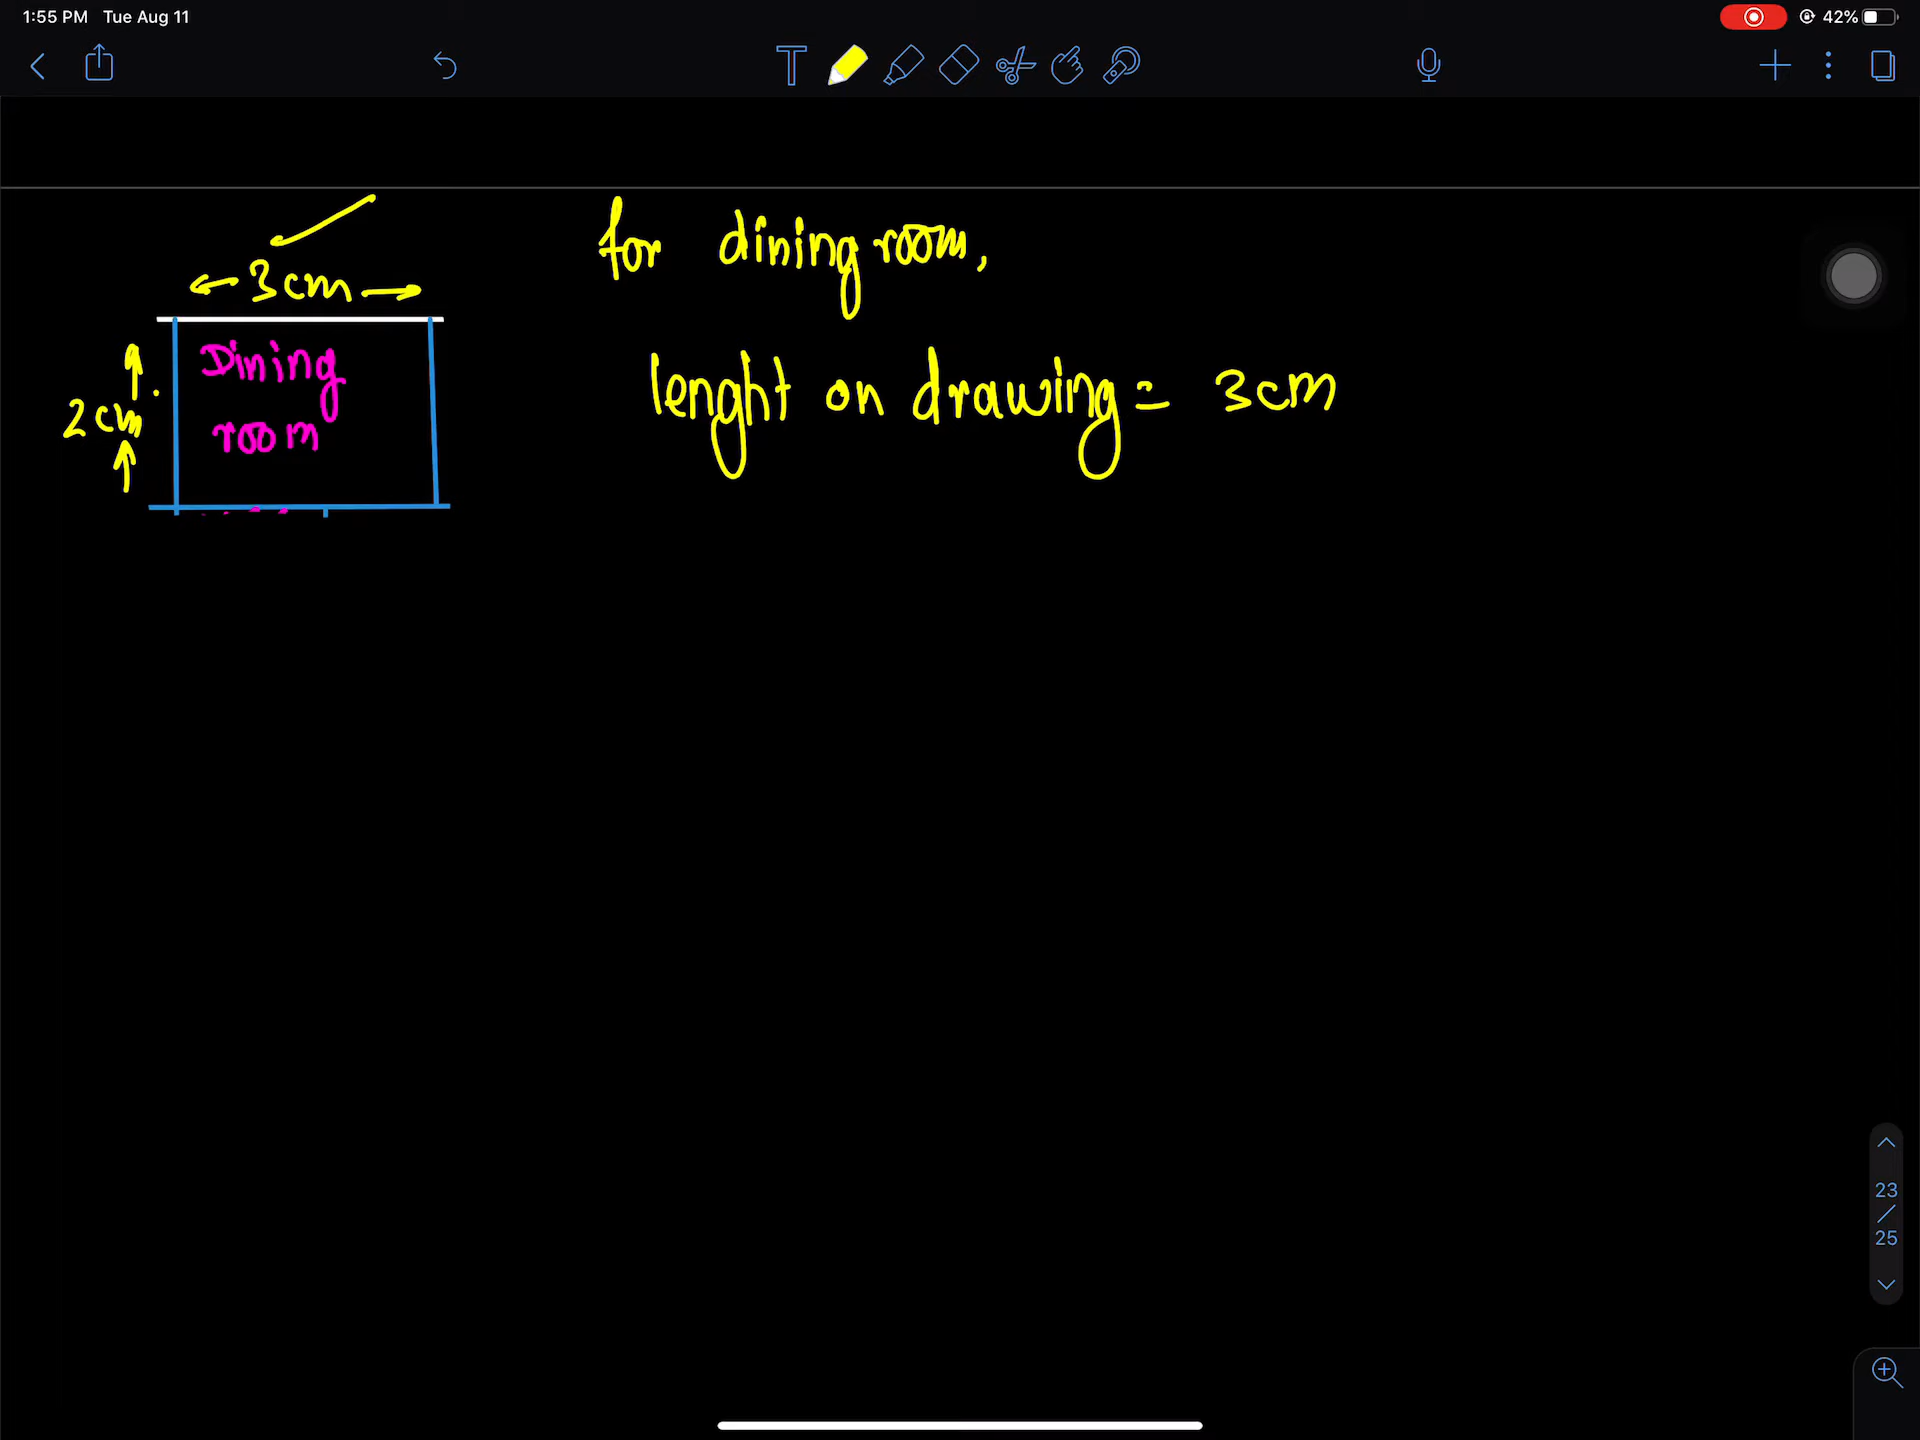 1:55 PM Tue Aug 11
42%
for dining room,
3cm
Dining
room
2cm
lenght on drawing = 3cm
23
/
25